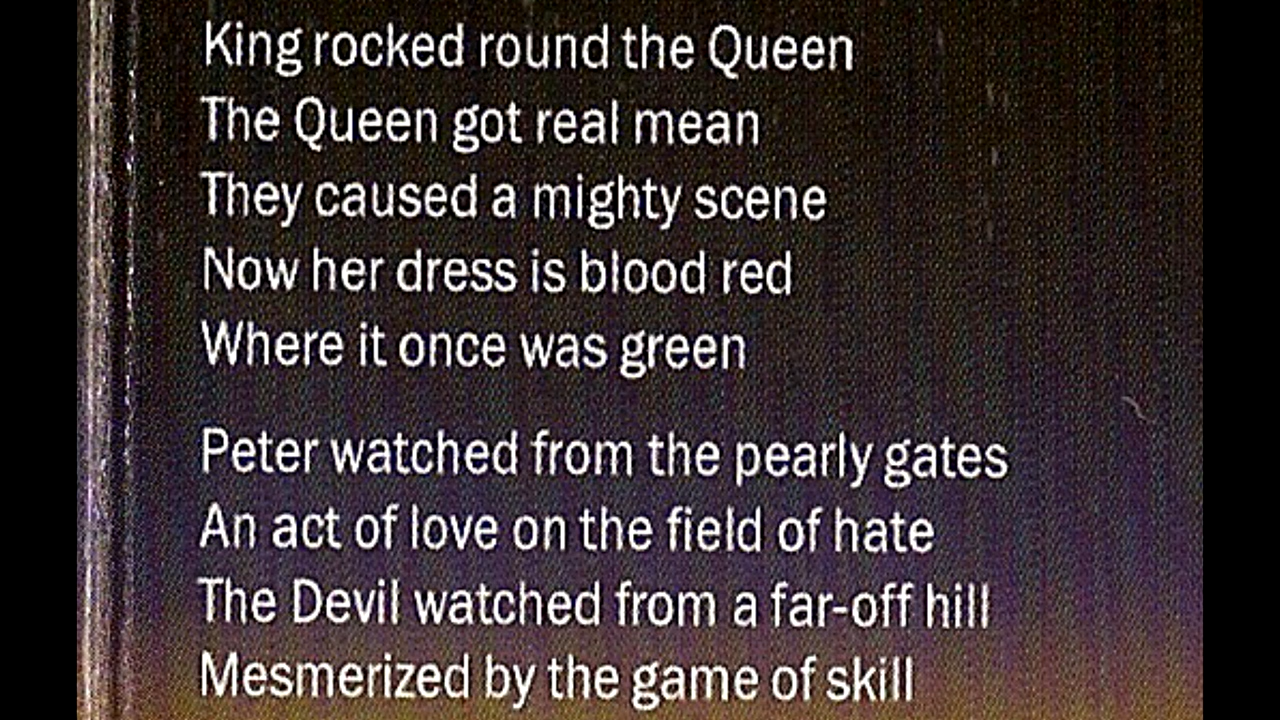 King rocked round the Queen
The Queen got real mean
They caused a mighty scene
Now her dress is blood red
Where it once was green
Peter watched from the pearly gates
An act of love on the field of hate
The Devil watched from a far-off hill
Mesmerized by the game of skill